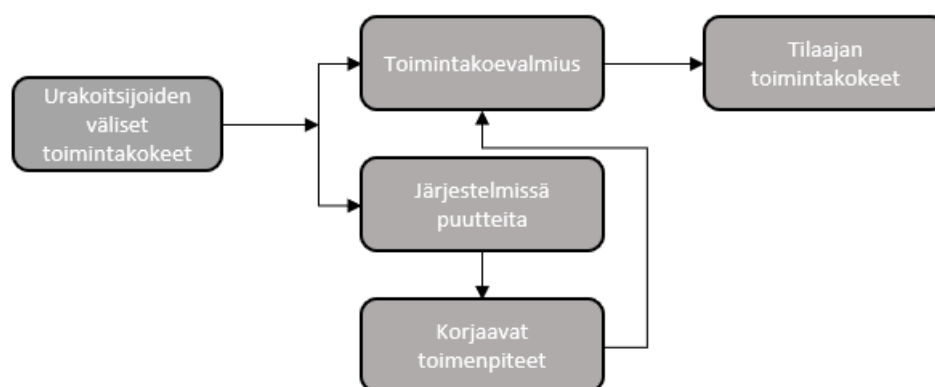 Urakoitsijoiden
väliset
toimintakokeet
Toimintakoevalmius
Tilaajan
toimintakokeet
Järjestelmissä
puutteita
Korjaavat
toimenpiteet